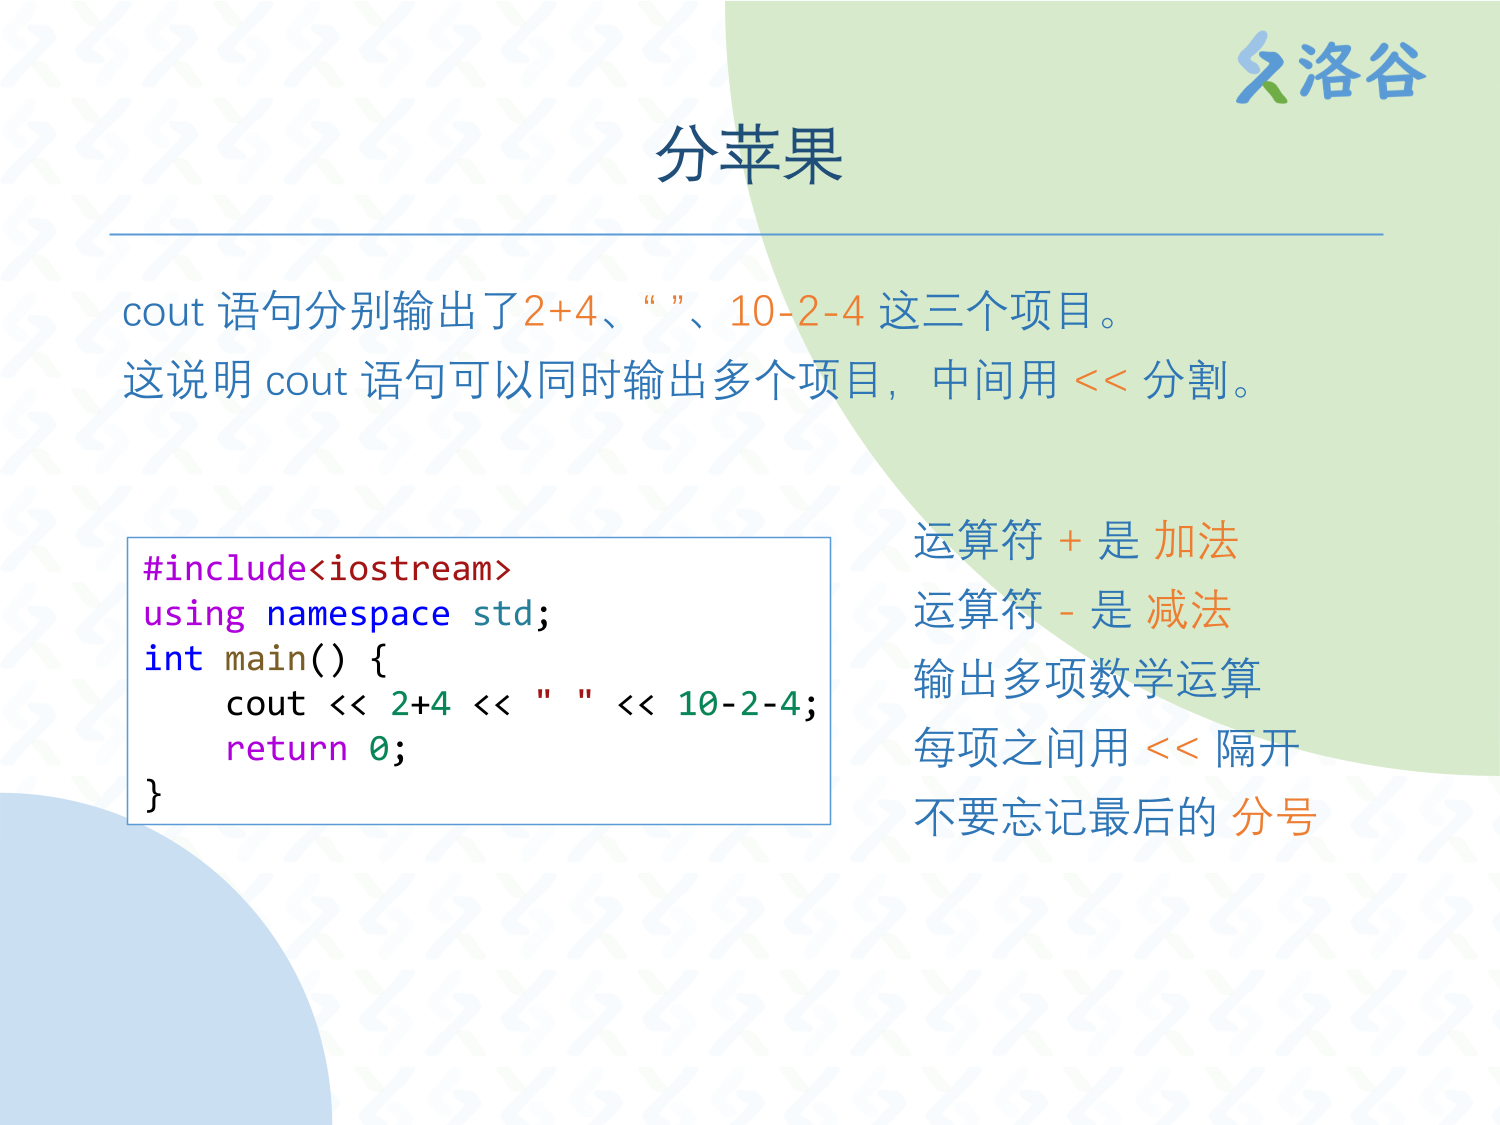 洛谷
分苹果
cout 语句分别输出了2+4、“ ”、10-2-4 这三个项目。
这说明 cout 语句可以同时输出多个项目，中间用 << 分割。
#include<iostream>
using namespace std;
int main() {
    cout << 2+4 << " " << 10-2-4;
    return 0;
}
运算符 + 是 加法
运算符 - 是 减法
输出多项数学运算
每项之间用 << 隔开
不要忘记最后的 分号